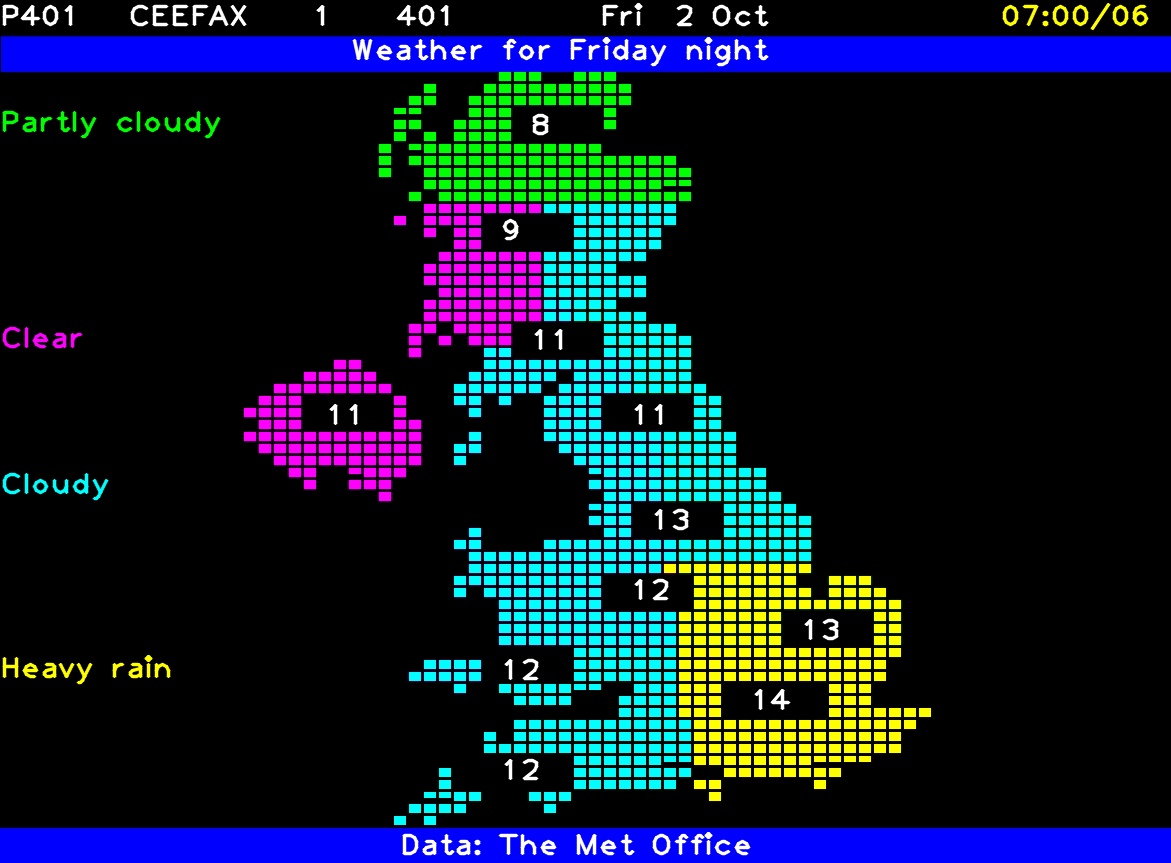 P401 CEEFAX 1 401 Fri 2 Oct 07:00/06
Weather for Friday night
Partly cloudy
8
9
Clear
11
11
11
Cloudy
13
12
13
Heavy rain
12
14
12
Data: The Met Office